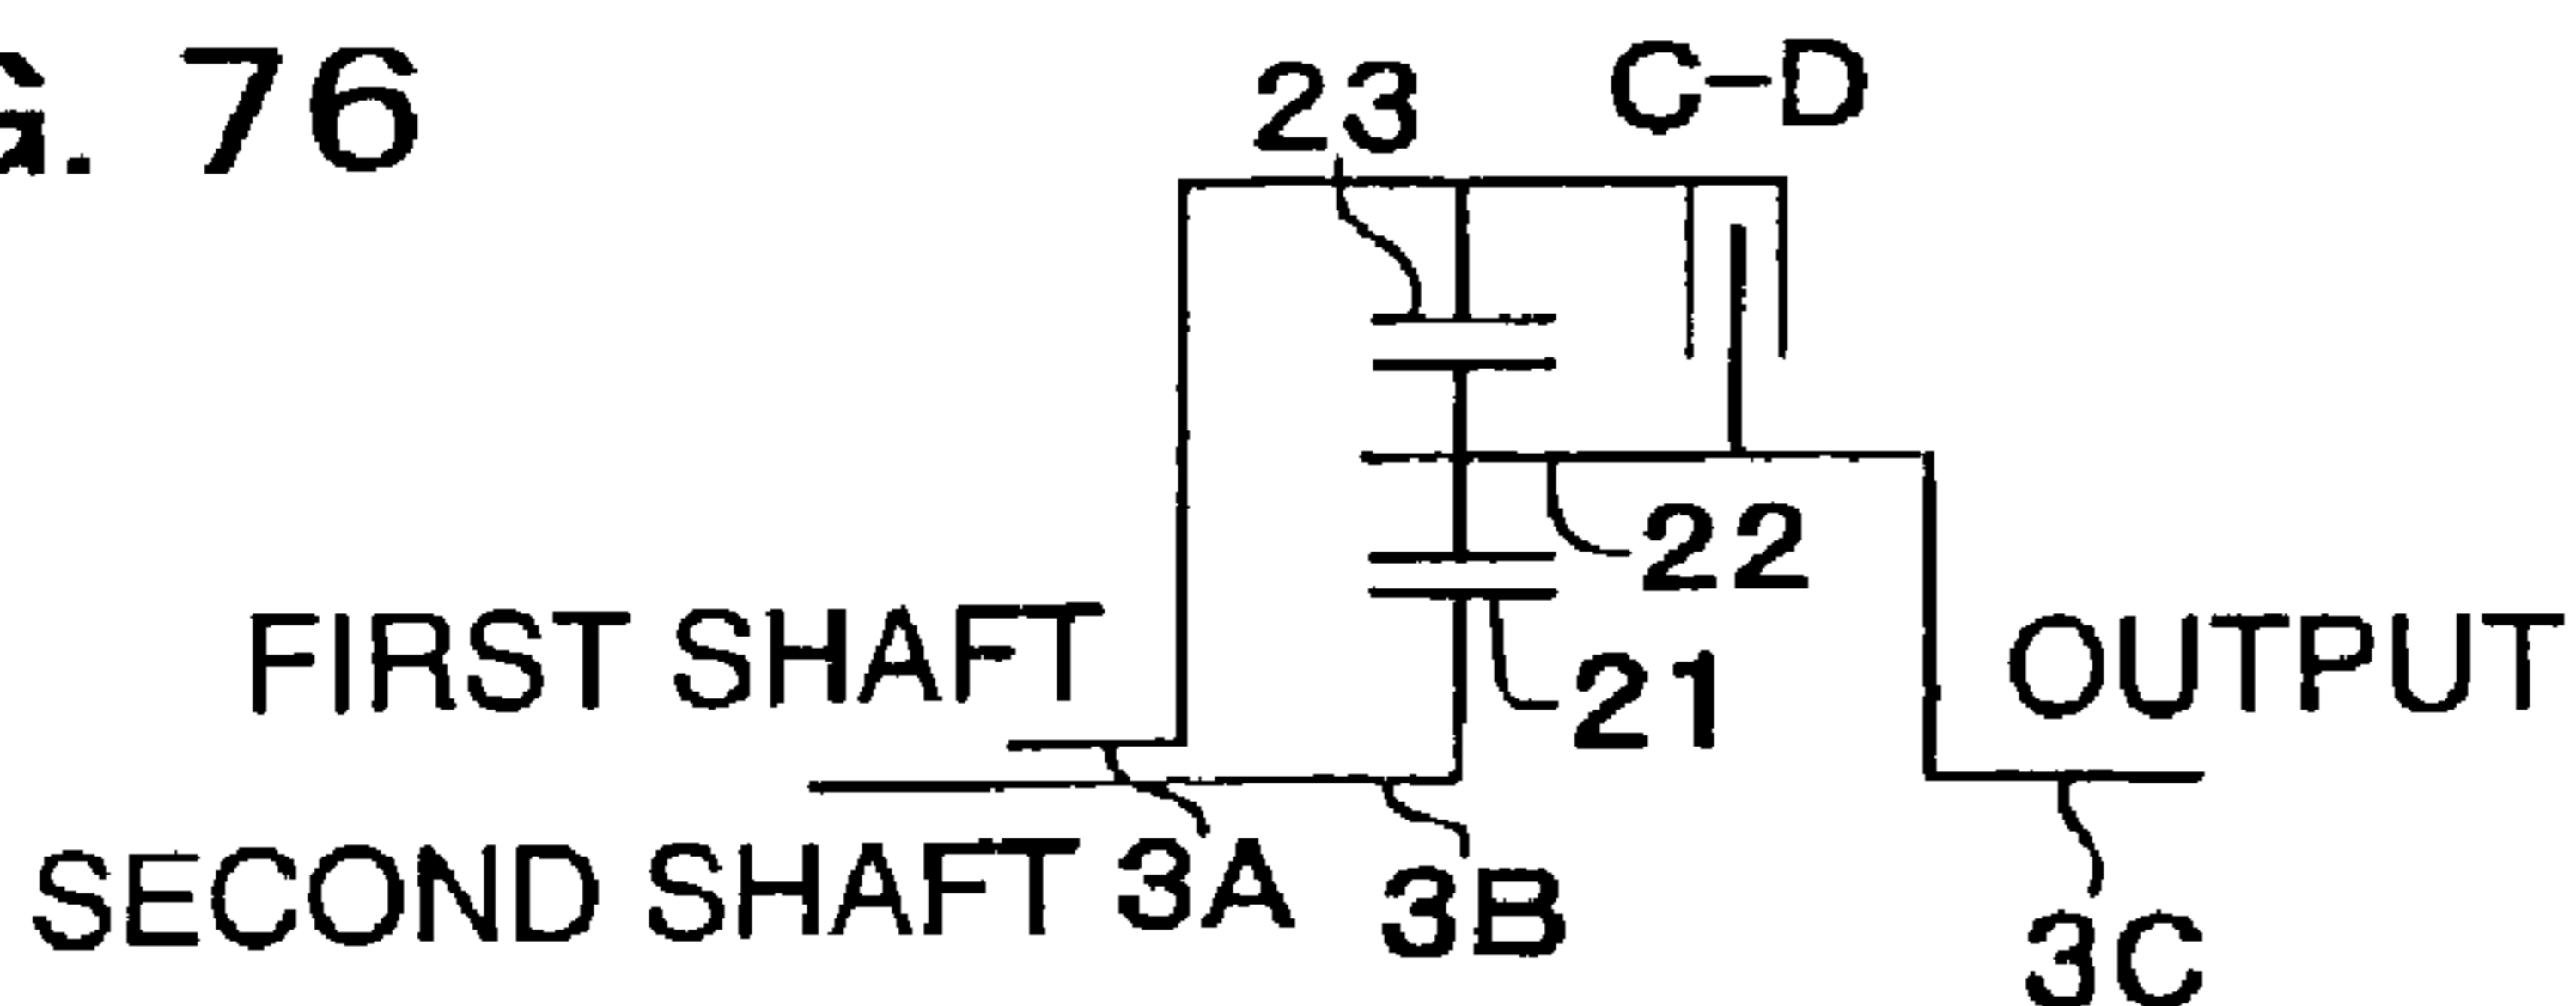 G. 76
23
C-D
22
21
FIRST SHAFT
OUTPUT
SECOND SHAFT
3A
3B
3C